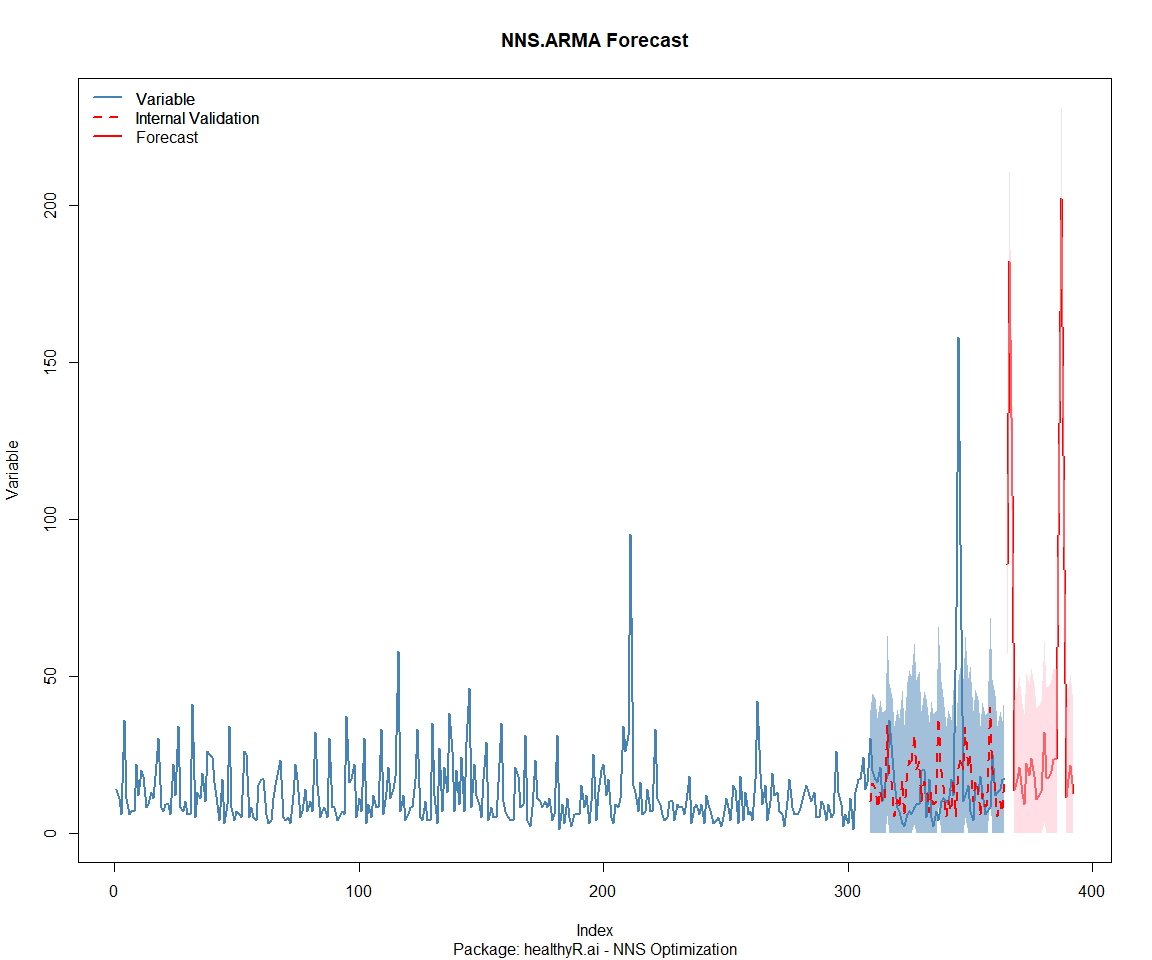 NNS.ARMA Forecast
Variable
Internal Validation
Forecast
Variable
200
150
100
50
0
0 100 200 300 400
Index
Package: healthyR.ai - NNS Optimization